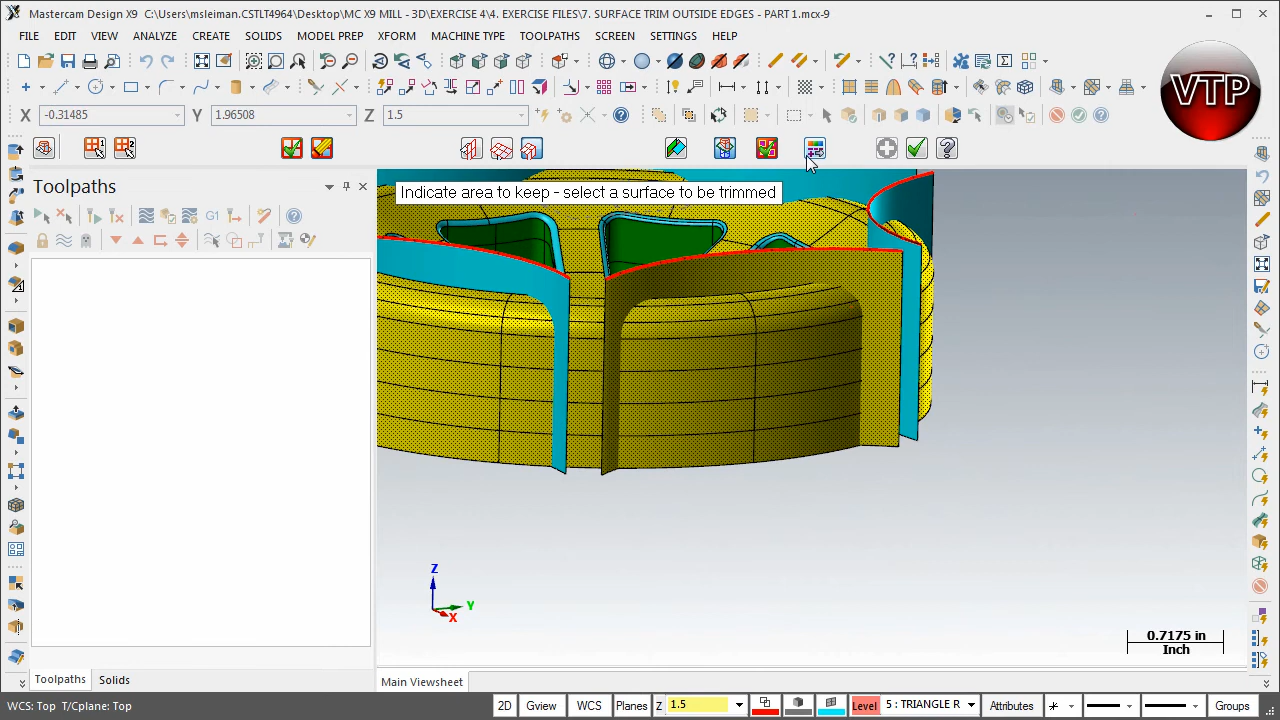 Mastercam Design X9 C:\Users\msleiman.CSTLT4964\Desktop\MC X9 MILL - 3D\EXERCISE 4\4. EXERCISE FILES\7. SURFACE TRIM OUTSIDE EDGES - PART 1.mcx-9
FILE EDIT VIEW ANALYZE CREATE SOLIDS MODEL PREP XFORM MACHINE TYPE TOOLPATHS SCREEN SETTINGS HELP
VTP
X -0.31485 Y 1.96508 Z 1.5
1 2
Toolpaths
Indicate area to keep - select a surface to be trimmed
G1
Z
Y
X
0.7175 in
Inch
Toolpaths Solids
Main Viewsheet
WCS: Top T/Cplane: Top 2D Gview WCS Planes Z 1.5 Level 5 : TRIANGLE R Attributes Groups